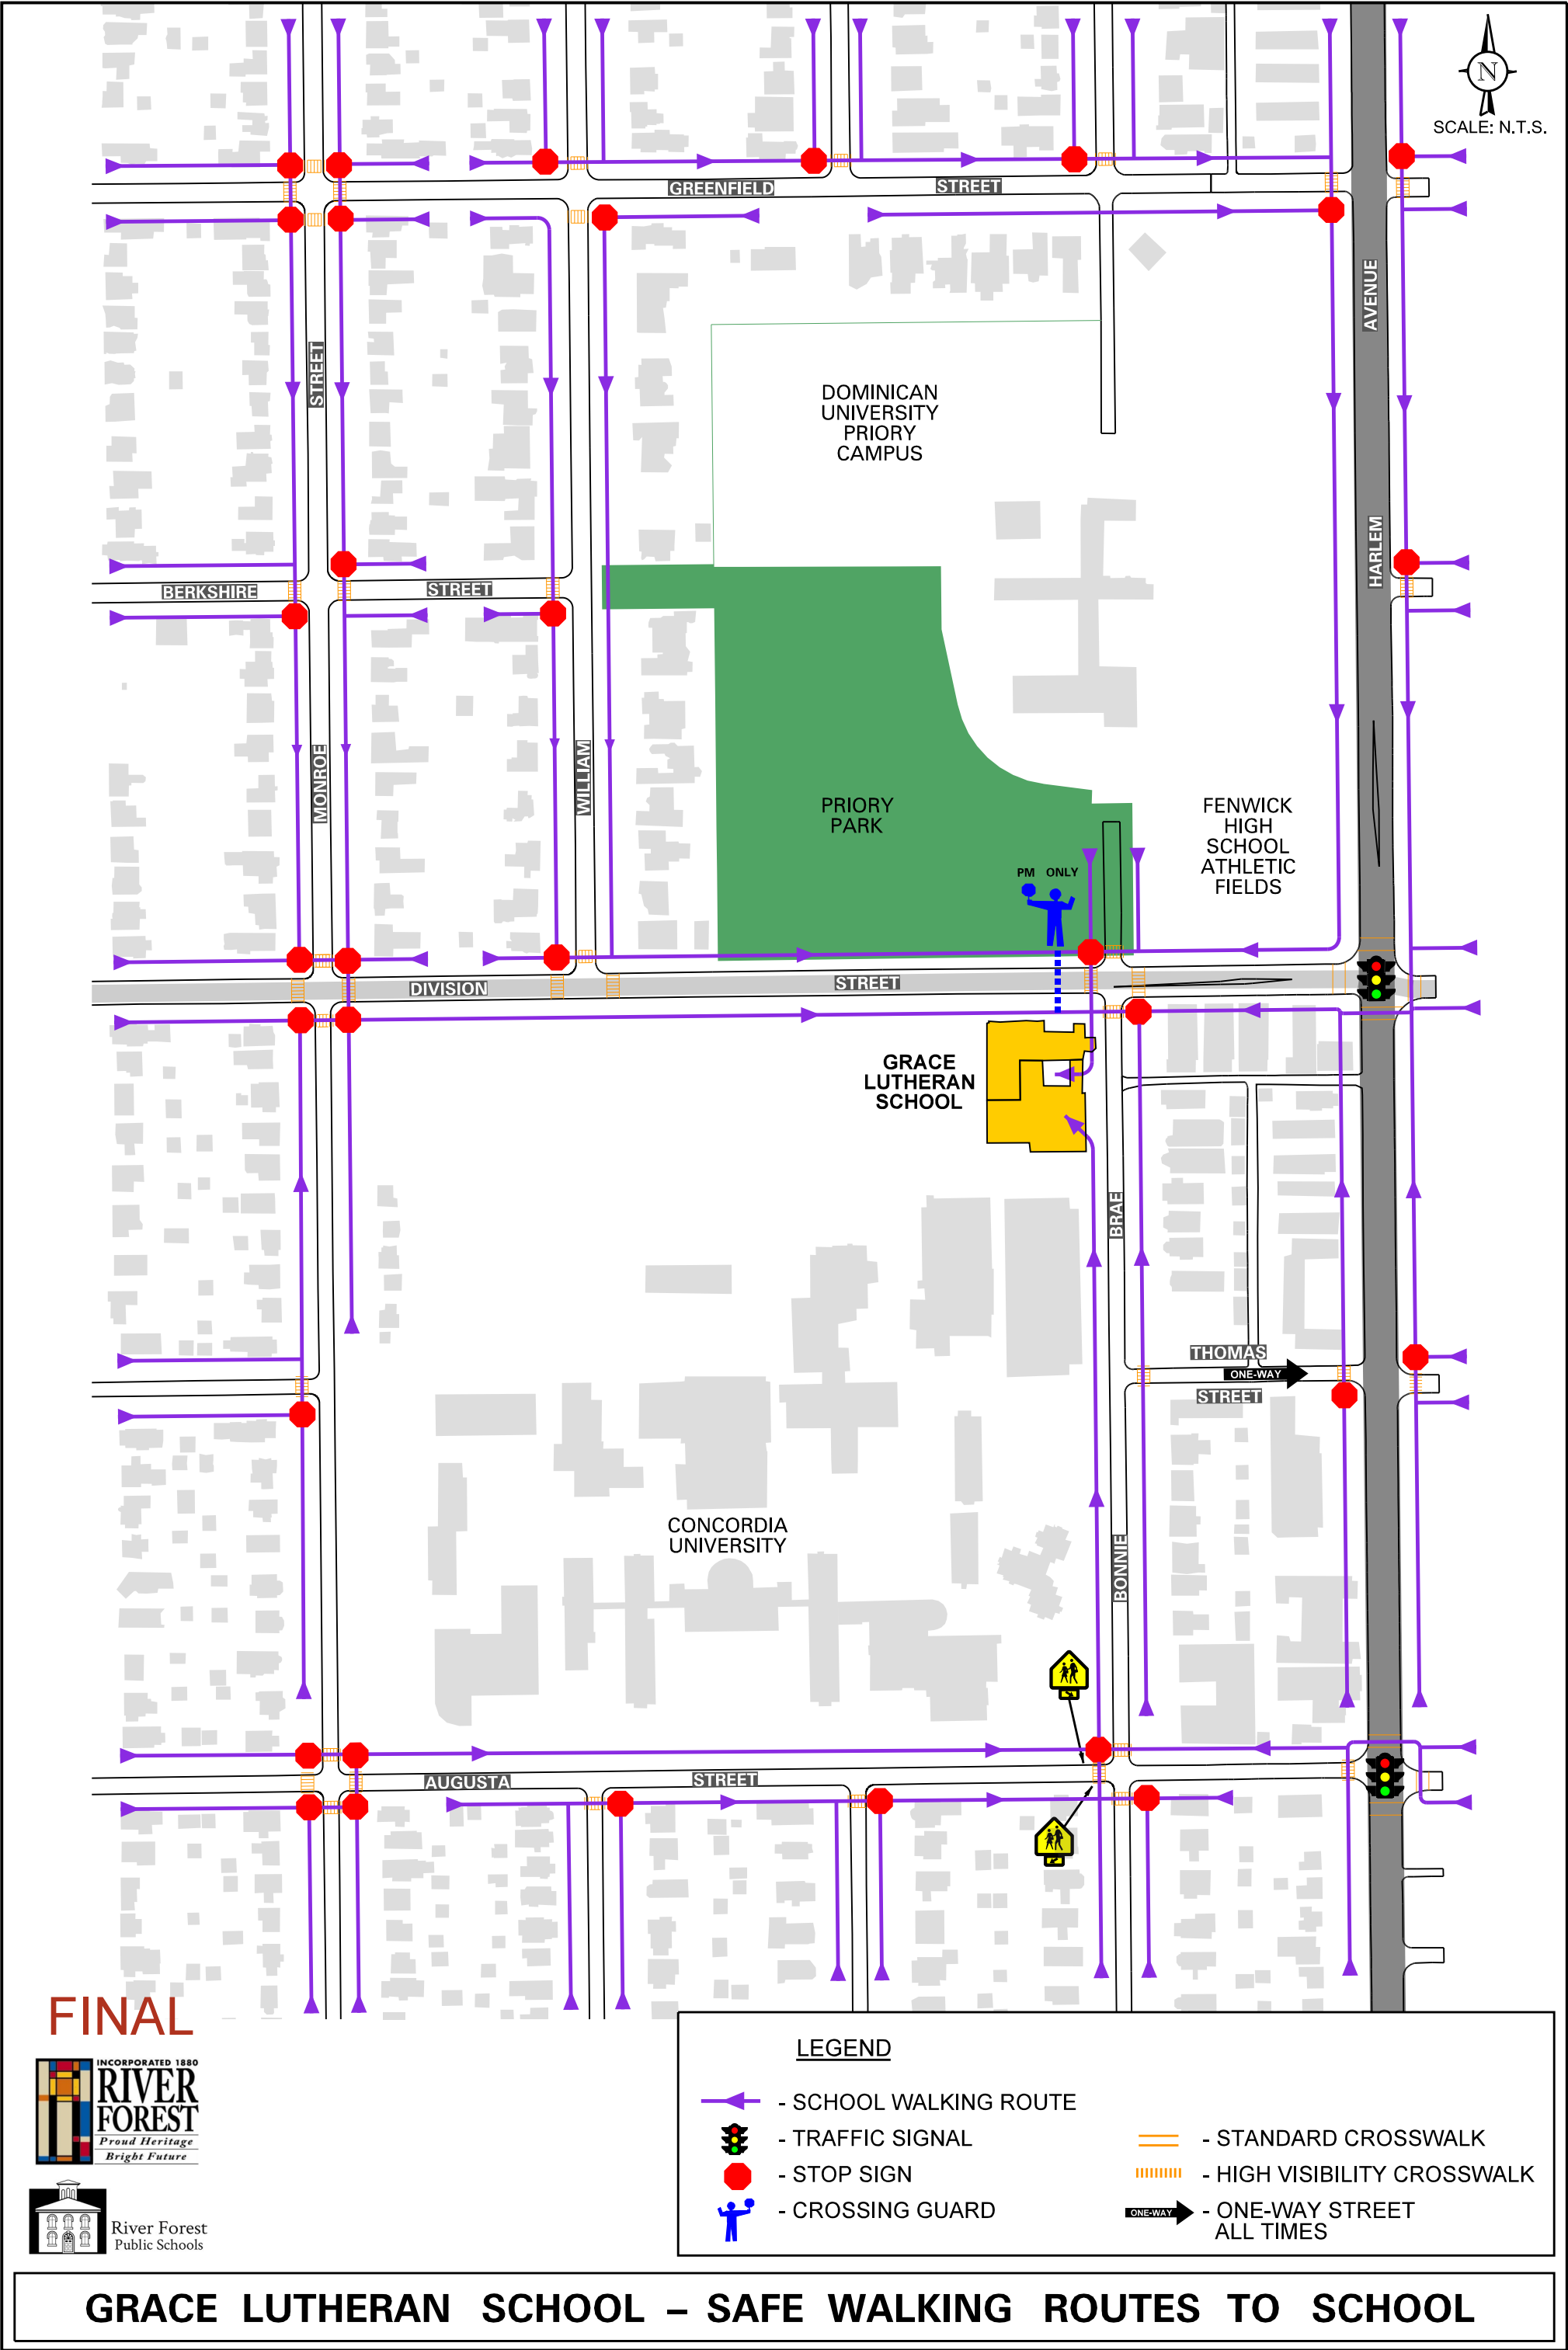 N
SCALE: N.T.S.
GREENFIELD STREET
AVENUE
STREET
DOMINICAN
UNIVERSITY
PRIORY
CAMPUS
HARLEM
BERKSHIRE STREET
MONROE
WILLIAM
PRIORY
PARK
FENWICK
HIGH
SCHOOL
ATHLETIC
FIELDS
PM ONLY
DIVISION STREET
GRACE
LUTHERAN
SCHOOL
BRAE
THOMAS
ONE-WAY
STREET
CONCORDIA
UNIVERSITY
BONNIE
AUGUSTA STREET
FINAL
INCORPORATED 1880
RIVER
FOREST
Proud Heritage
Bright Future
River Forest
Public Schools
LEGEND
- SCHOOL WALKING ROUTE
- TRAFFIC SIGNAL
- STANDARD CROSSWALK
- STOP SIGN
- HIGH VISIBILITY CROSSWALK
- CROSSING GUARD
ONE-WAY - ONE-WAY STREET
ALL TIMES
GRACE LUTHERAN SCHOOL – SAFE WALKING ROUTES TO SCHOOL